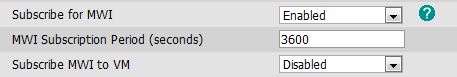 Subscribe for MWI Enabled ?
MWI Subscription Period (seconds) 3600
Subscribe MWI to VM Disabled